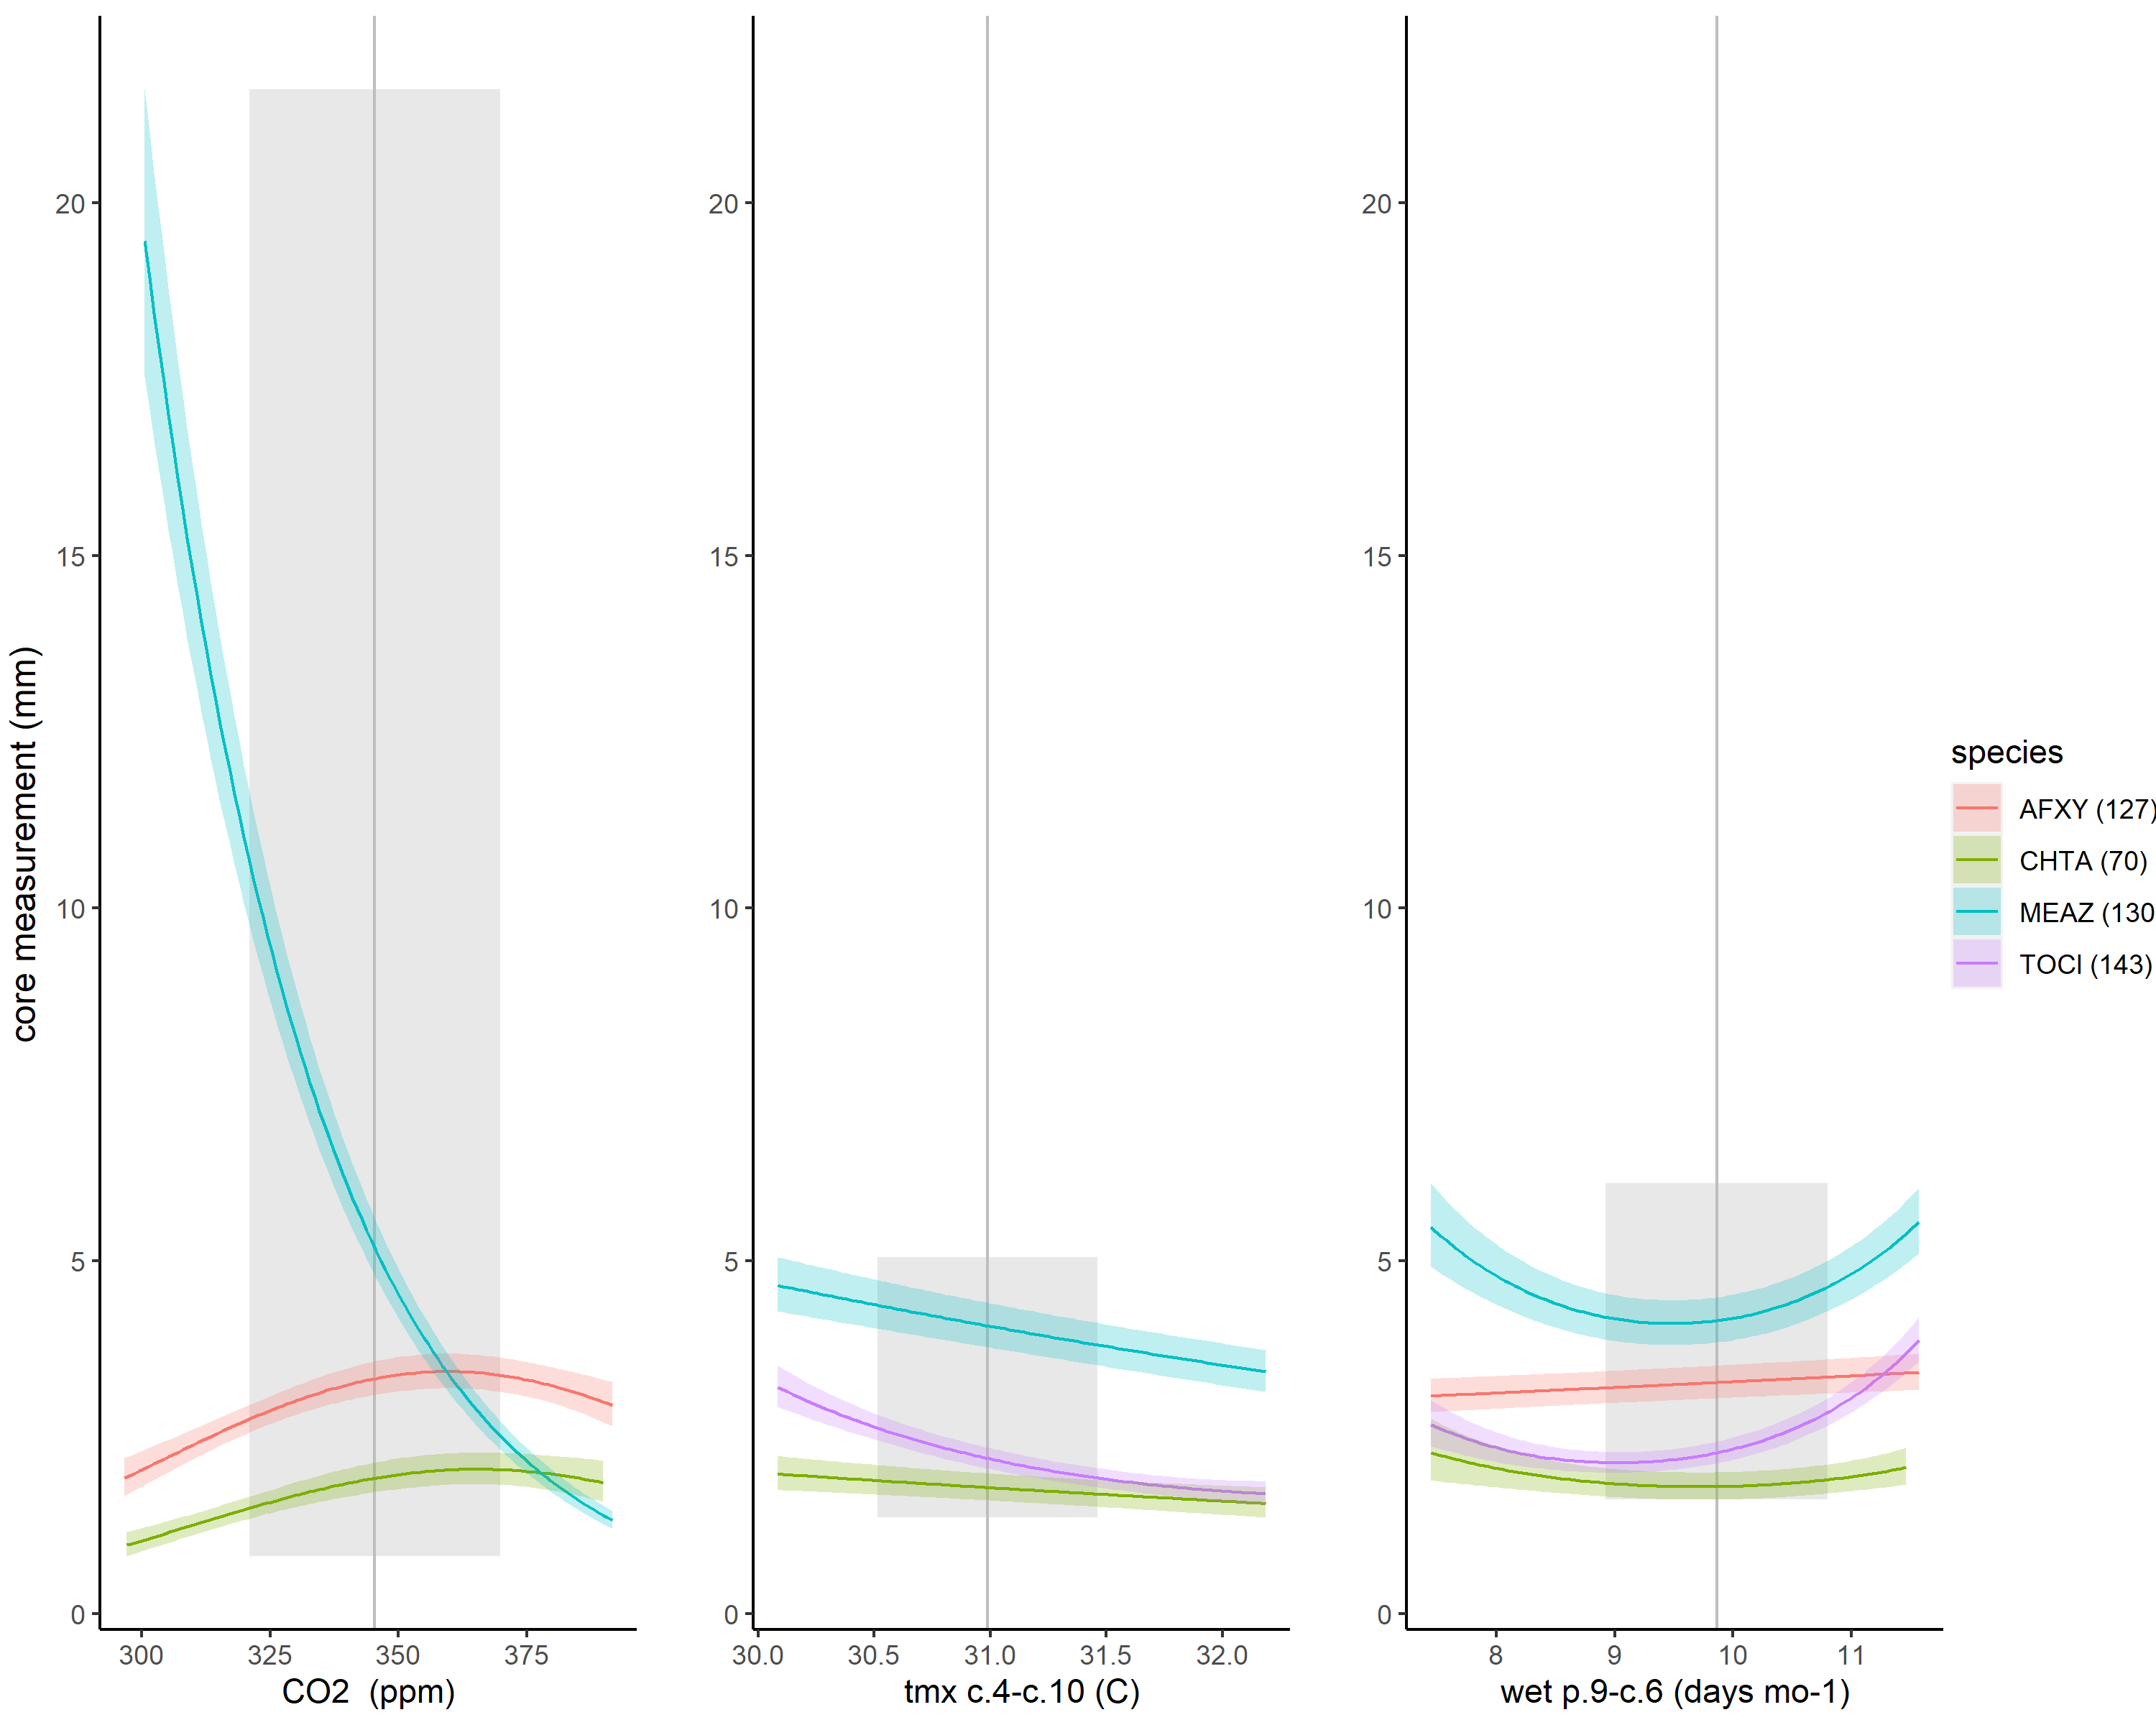 core measurement (mm)
20
15
10
5
0
300 325 350 375
CO2 (ppm)
20
15
10
5
0
30.0 30.5 31.0 31.5 32.0
tmx c.4-c.10 (C)
20
15
10
5
0
8 9 10 11
wet p.9-c.6 (days mo-1)
species
AFXY (127)
CHTA (70)
MEAZ (130
TOCI (143)